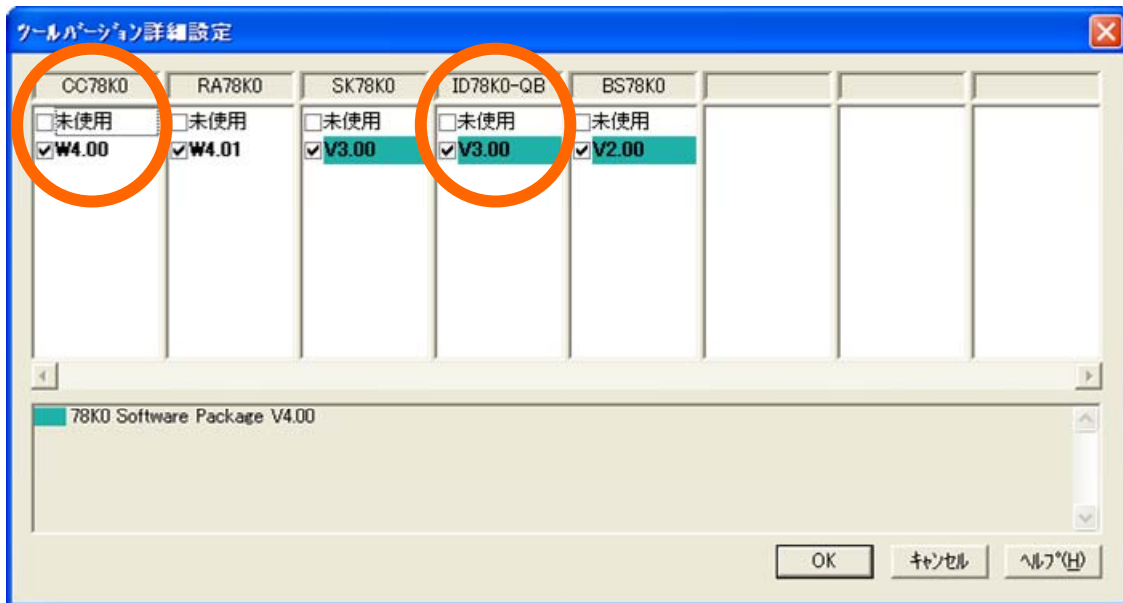 ﾂｰﾙﾊﾞｰｼﾞｮﾝ詳細設定
CC78K0 RA78K0 SK78K0 ID78K0-QB BS78K0
未使用 未使用 未使用 未使用 未使用
W4.00 W4.01 V3.00 V3.00 V2.00
78K0 Software Package V4.00
OK ｷｬﾝｾﾙ ﾍﾙﾌﾟ(H)